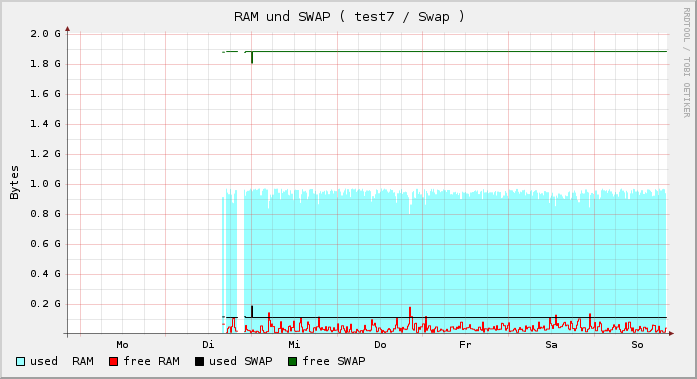 RAM und SWAP ( test7 / Swap )
RRDTOOL / TOBI OETIKER
Bytes
2.0 G
1.8 G
1.6 G
1.4 G
1.2 G
1.0 G
0.8 G
0.6 G
0.4 G
0.2 G
Mo Di Mi Do Fr Sa So
used RAM free RAM used SWAP free SWAP